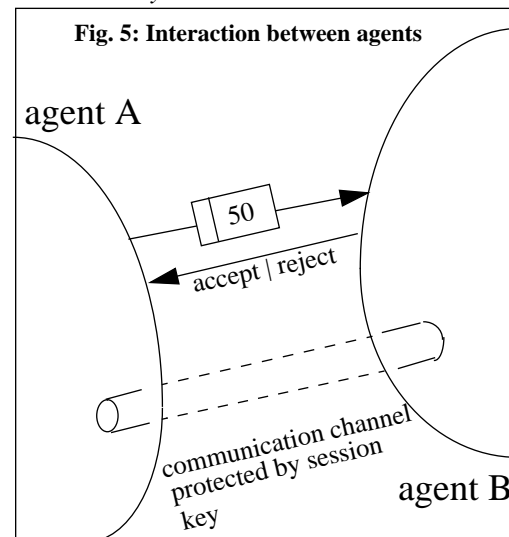 Fig. 5: Interaction between agents
agent A
50
accept | reject
communication channel
protected by session
key
agent B